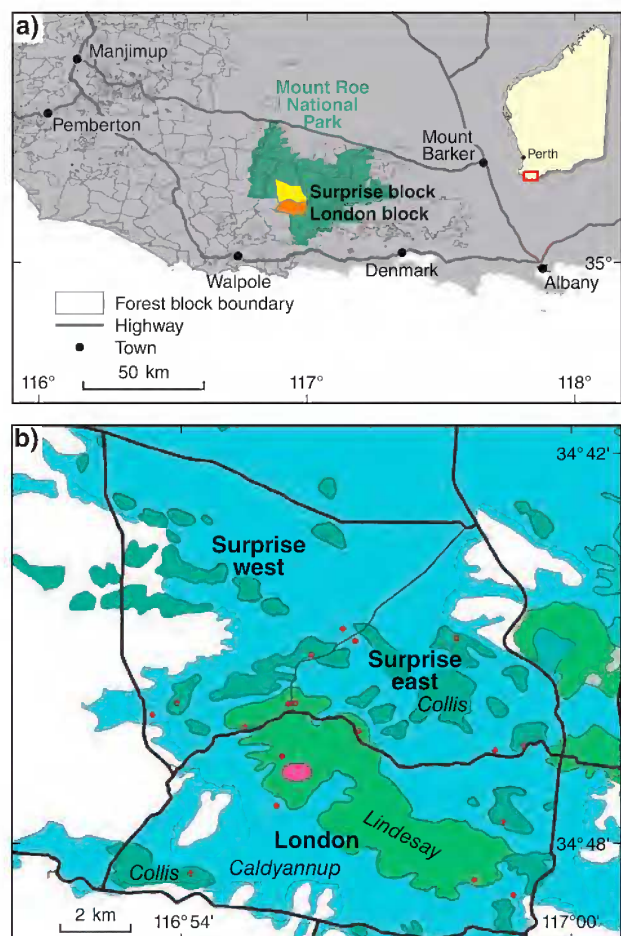 a)
Manjimup
Pemberton
Mount Roe
National
Park
Mount
Barker
Perth
Surprise block
London block
35°
Walpole
Denmark
Albany
Forest block boundary
Highway
Town
50 km
116°
117°
118°
b)
34° 42'
Surprise
west
Surprise
east
Collis
Lindesay
London
34° 48'
Collis
Caldyannup
2 km
116° 54'
117° 00'